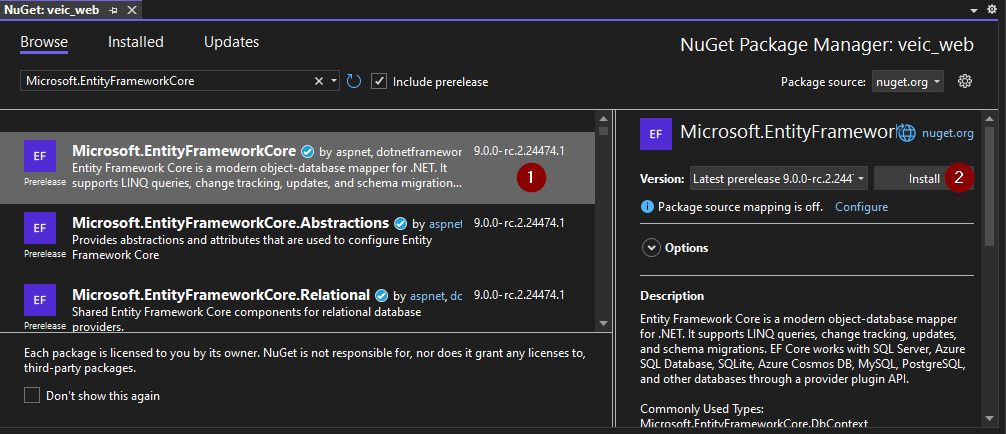 NuGet: veic_web
Browse
Installed
Updates
NuGet Package Manager: veic_web
Microsoft.EntityFrameworkCore
Include prerelease
Package source:
nuget.org
EF
Prerelease
Microsoft.EntityFrameworkCore by aspnet, dotnetframewor
9.0.0-rc.2.24474.1
Entity Framework Core is a modern object-database mapper for .NET. It
supports LINQ queries, change tracking, updates, and schema migration...
1
EF
Prerelease
Microsoft.EntityFrameworkCore.Abstractions by aspnet
9.0.0-rc.2.24474.1
Provides abstractions and attributes that are used to configure Entity
Framework Core
EF
Prerelease
Microsoft.EntityFrameworkCore.Relational by aspnet, dc
9.0.0-rc.2.24474.1
Shared Entity Framework Core components for relational database
providers.
Each package is licensed to you by its owner. NuGet is not responsible for, nor does it grant any licenses to,
third-party packages.
Don't show this again
EF
Microsoft.EntityFramewor
nuget.org
Version:
Latest prerelease 9.0.0-rc.2.244
Install
2
Package source mapping is off. Configure
Options
Description
Entity Framework Core is a modern object-database mapper
for .NET. It supports LINQ queries, change tracking, updates,
and schema migrations. EF Core works with SQL Server, Azure
SQL Database, SQLite, Azure Cosmos DB, MySQL, PostgreSQL,
and other databases through a provider plugin API.
Commonly Used Types:
Microsoft.EntityFrameworkCore.DbContext